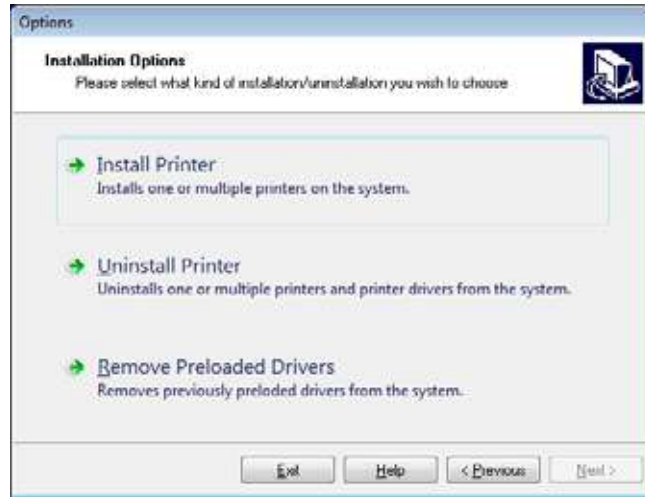 Options
Installation Options
Please select what kind of installation/uninstallation you wish to choose
Install Printer
Installs one or multiple printers on the system.
Uninstall Printer
Uninstalls one or multiple printers and printer drivers from the system.
Remove Preloaded Drivers
Removes previously preloded drivers from the system.
Exit Help < Previous Next >